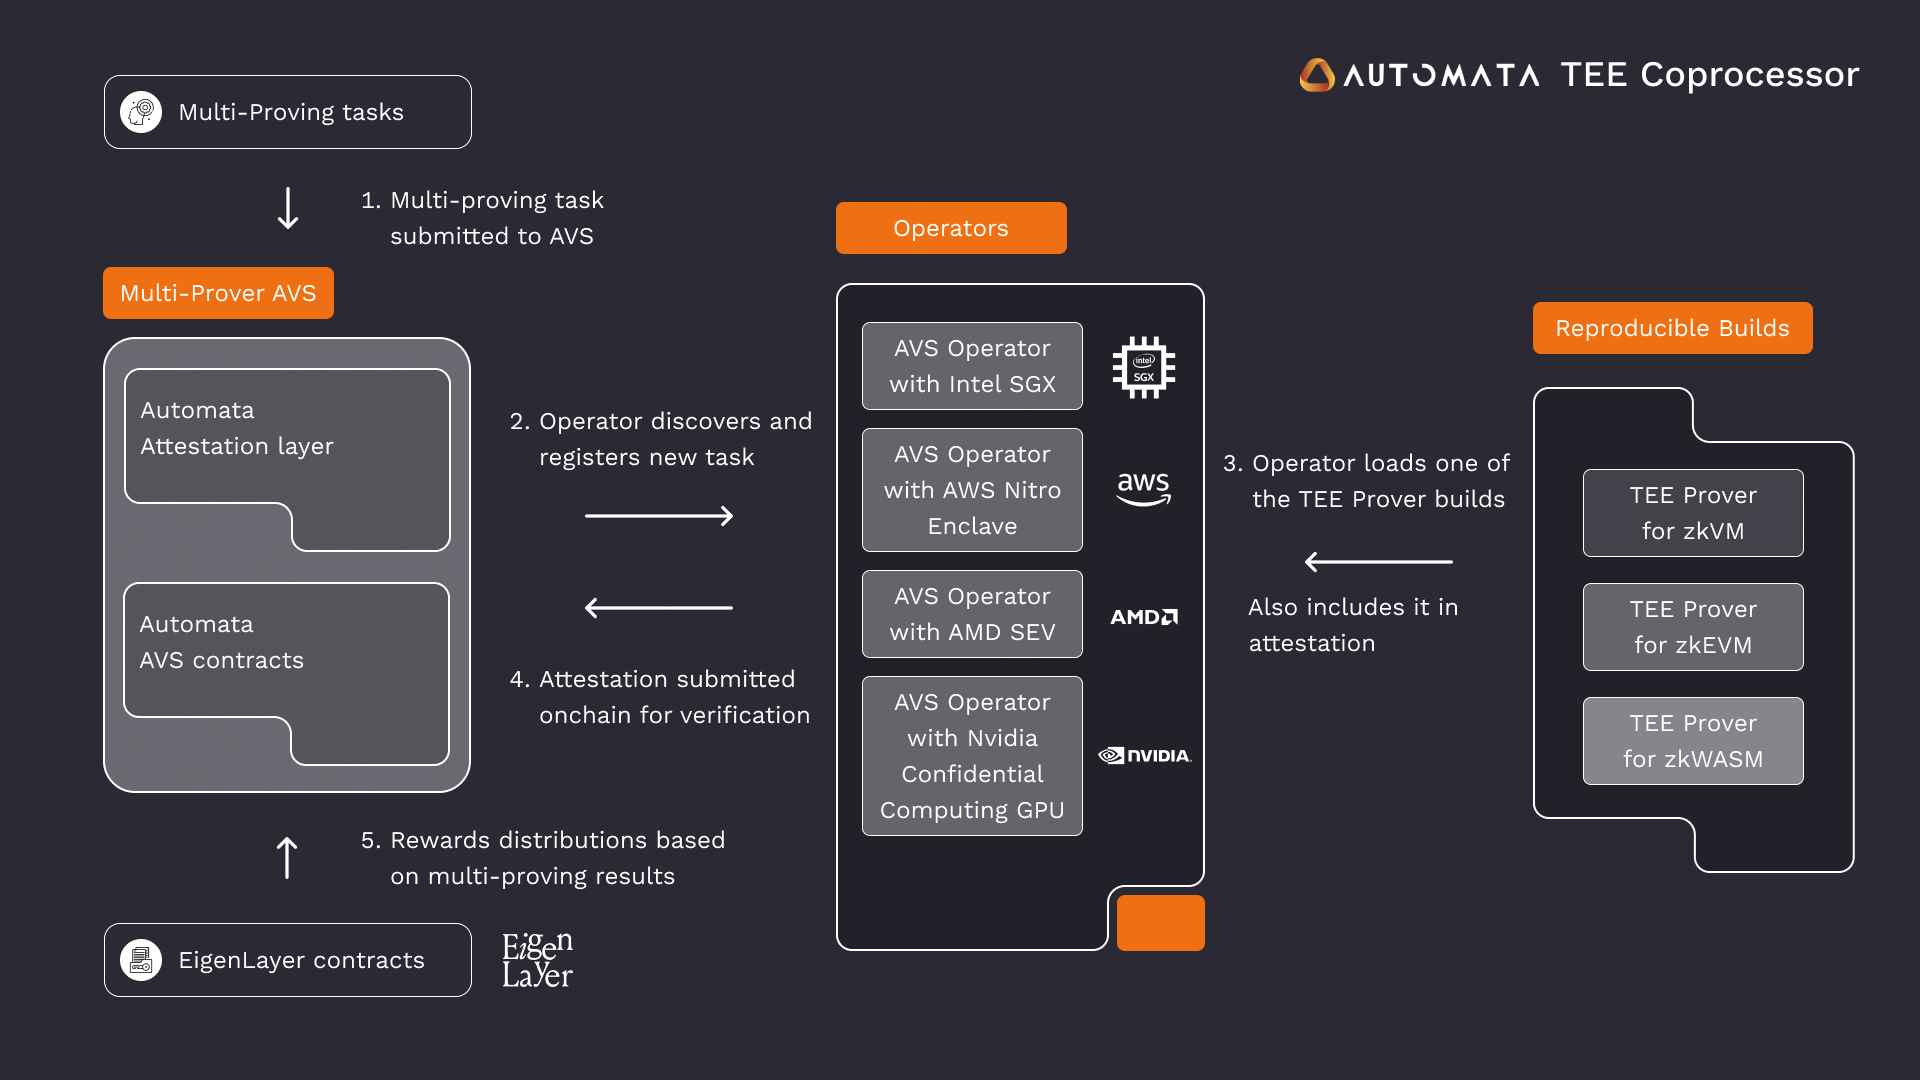 AUTOMATA TEE Coprocessor
Multi-Proving tasks
1. Multi-proving task
submitted to AVS
Multi-Prover AVS
Automata
Attestation layer
Automata
AVS contracts
2. Operator discovers and
registers new task
4. Attestation submitted
onchain for verification
5. Rewards distributions based
on multi-proving results
EigenLayer contracts
Eigen
Layer
Operators
AVS Operator
with Intel SGX
intel
SGX
AVS Operator
with AWS Nitro
Enclave
aws
AVS Operator
with AMD SEV
AMD
AVS Operator
with Nvidia
Confidential
Computing GPU
NVIDIA.
3. Operator loads one of
the TEE Prover builds
Also includes it in
attestation
Reproducible Builds
TEE Prover
for zkVM
TEE Prover
for zkEVM
TEE Prover
for zkWASM